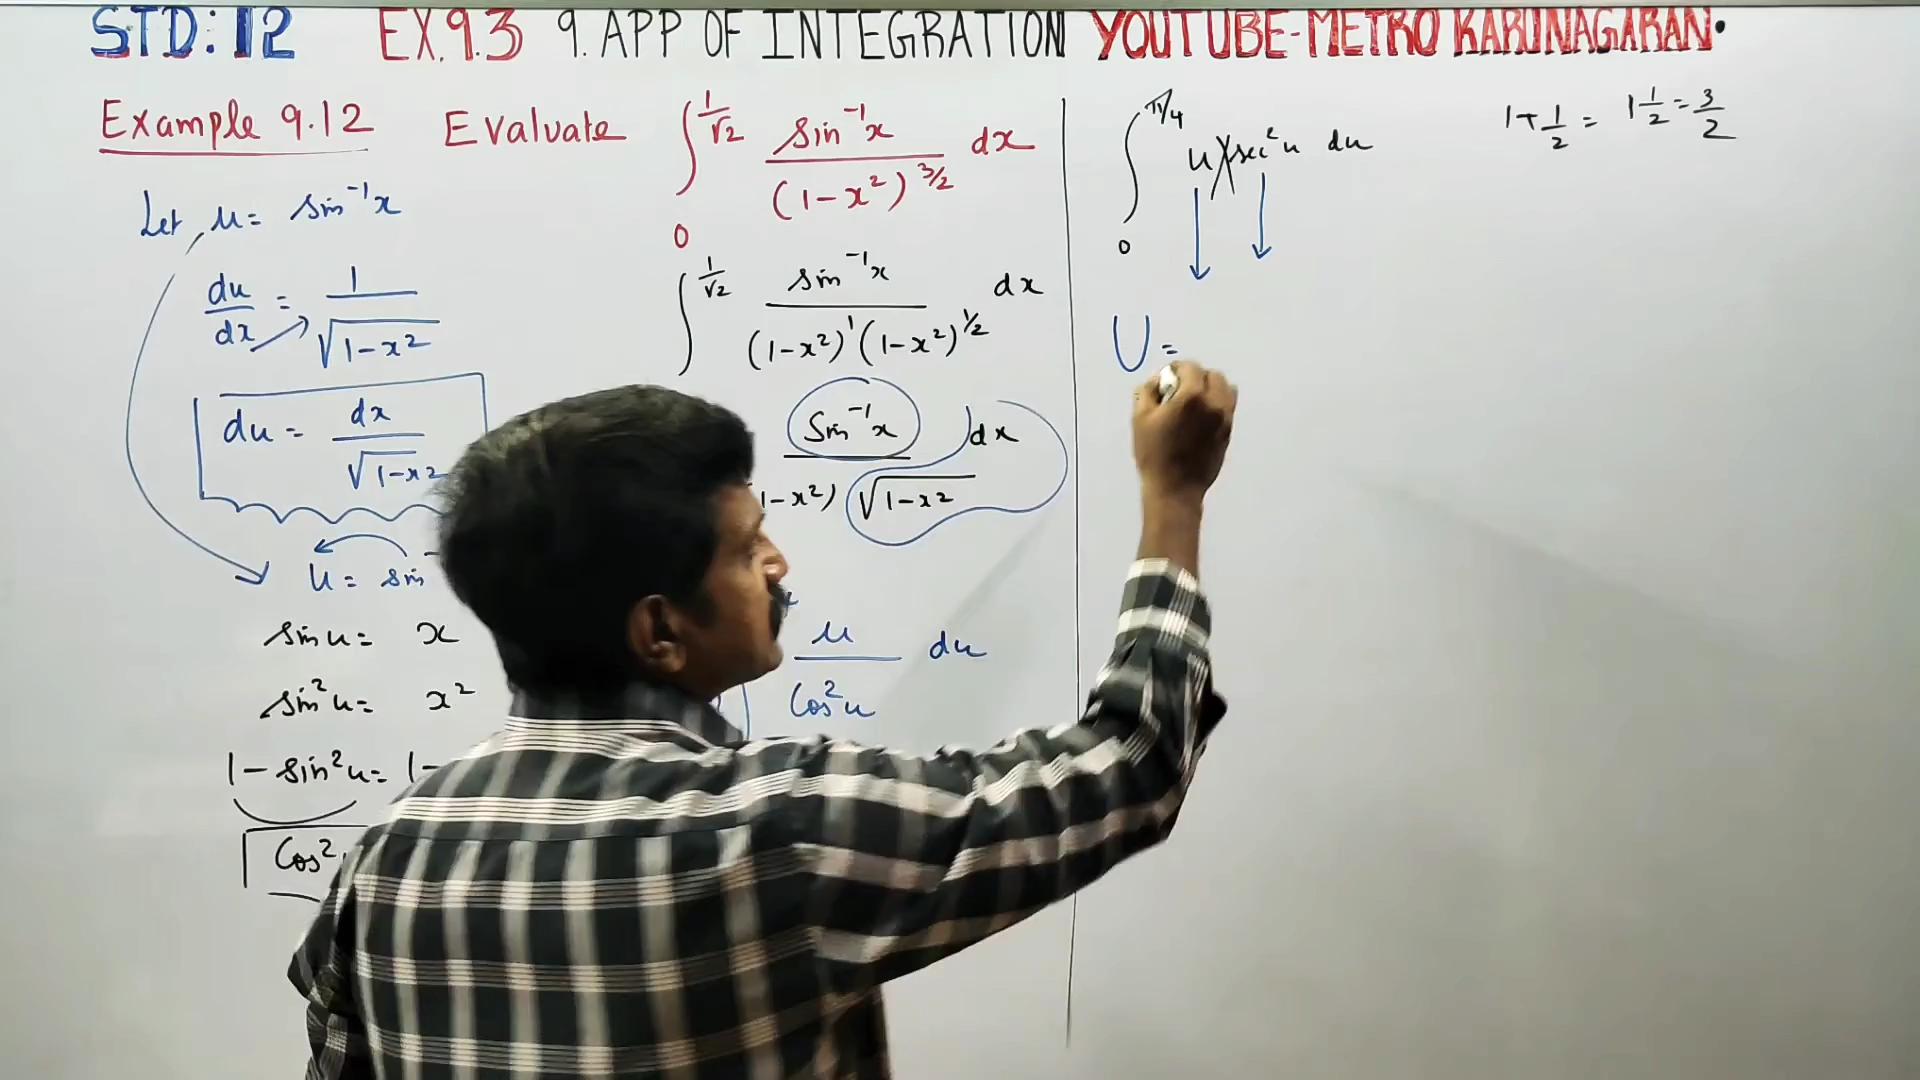 STD: 12 EX.9.3 9. APP OF INTEGRATION YOUTUBE-METRO KARUNAGARAN.
Example 9.12 Evaluate ∫₀^{1/√2} sin⁻¹x / (1-x²)^{3/2} dx
Let u = sin⁻¹x
du/dx = 1/√(1-x²)
du = dx/√(1-x²)
u = sin
sin u = x
sin²u = x²
1 - sin²u = 1-
Cos²
∫^{1/√2} sin⁻¹x / (1-x²)¹ (1-x²)^{1/2} dx
Sin⁻¹x / 1-x²) √(1-x²) dx
u / Cos²u du
∫₀^{π/4} u sec²u du
1 + 1/2 = 1 1/2 = 3/2
U =